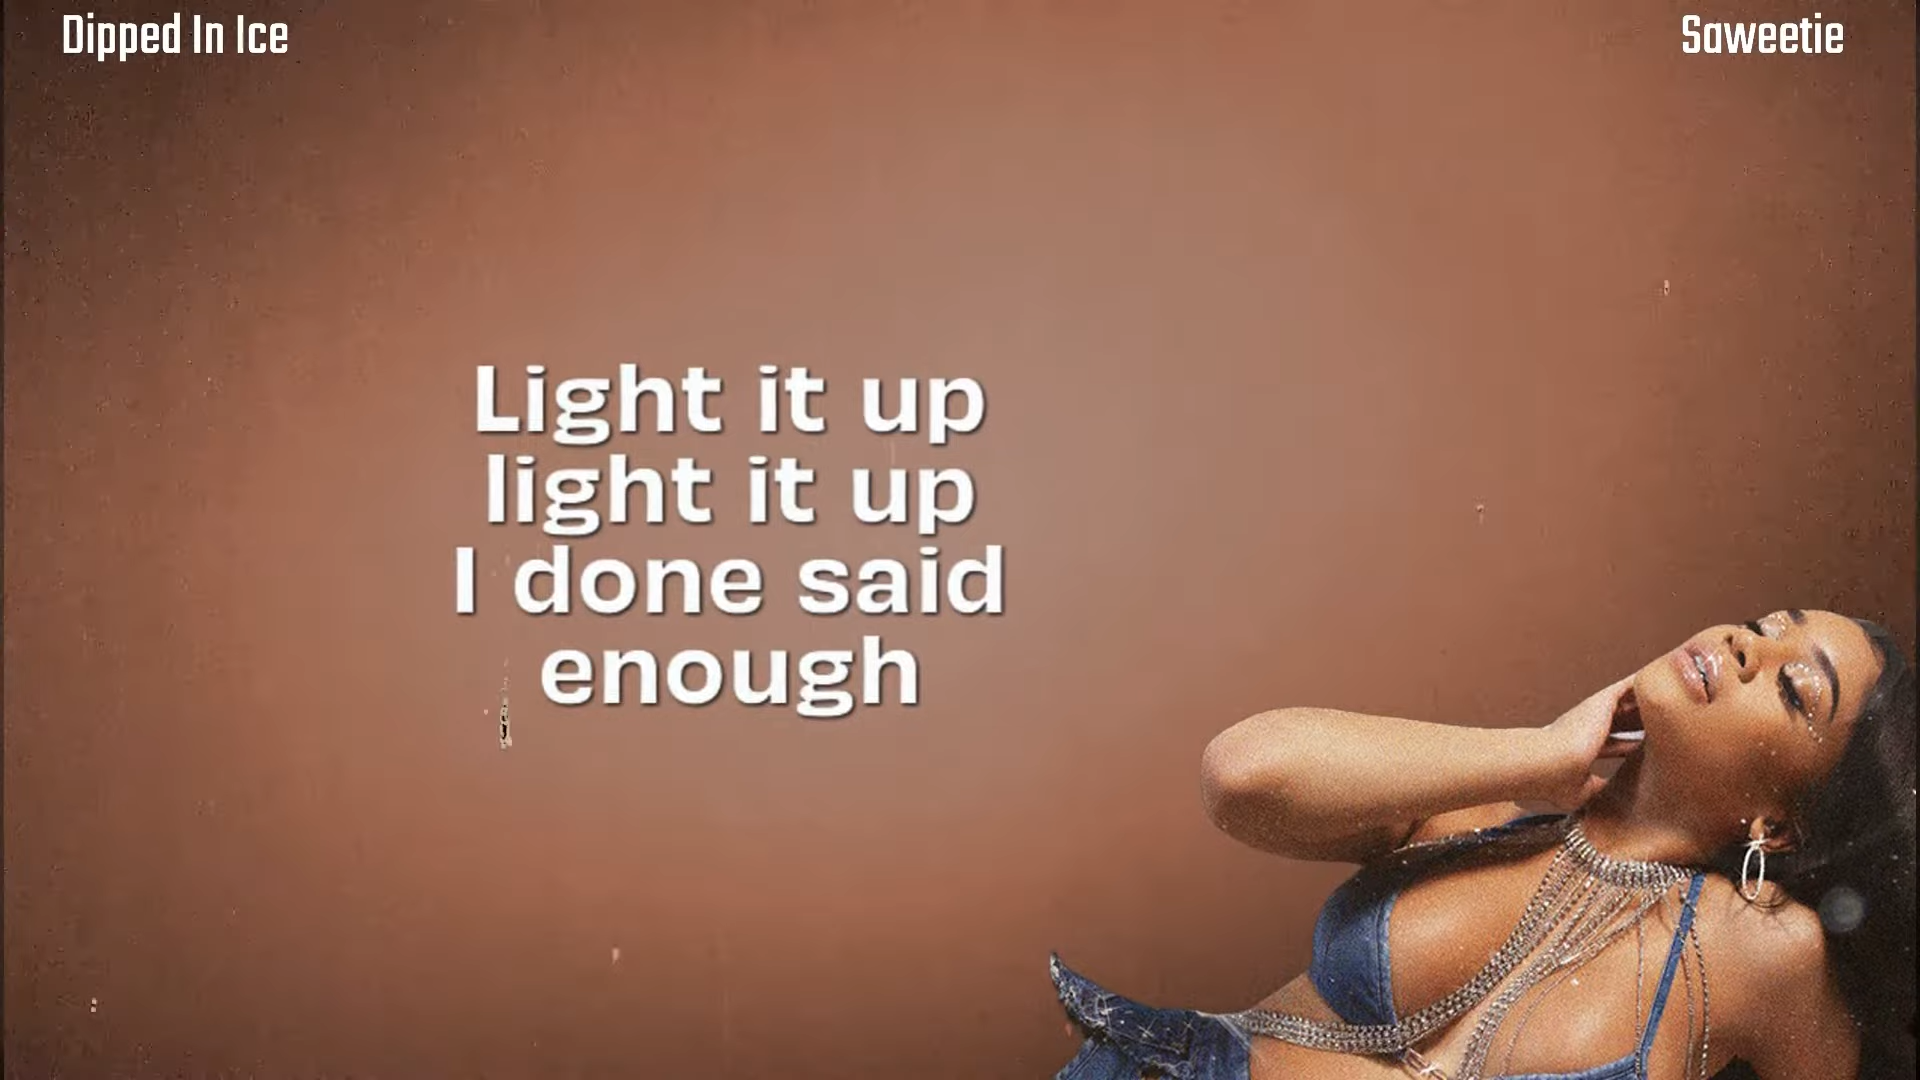 Dipped In Ice
Saweetie
Light it up
light it up
I done said
enough